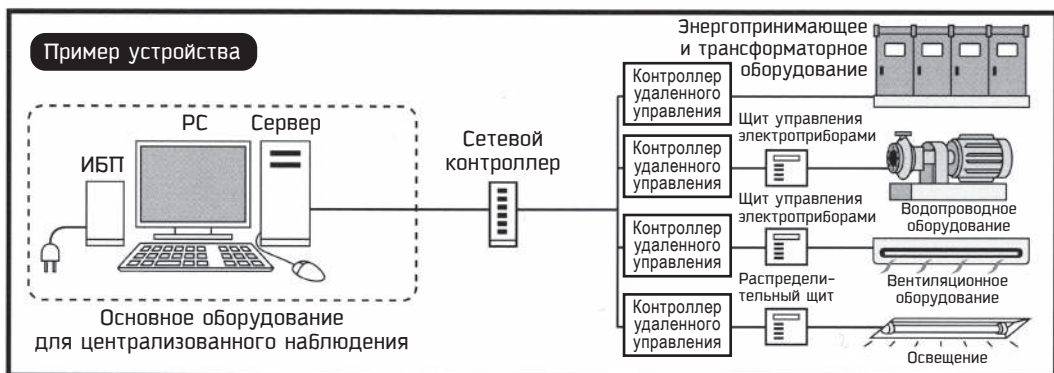 Пример устройства
ИБП
PC
Сервер
Основное оборудование
для централизованного наблюдения
Сетевой
контроллер
Контроллер
удаленного
управления
Энергопринимающее
и трансформаторное
оборудование
Контроллер
удаленного
управления
Щит управления
электроприборами
Водопроводное
оборудование
Контроллер
удаленного
управления
Щит управления
электроприборами
Вентиляционное
оборудование
Контроллер
удаленного
управления
Распредели-
тельный щит
Освещение